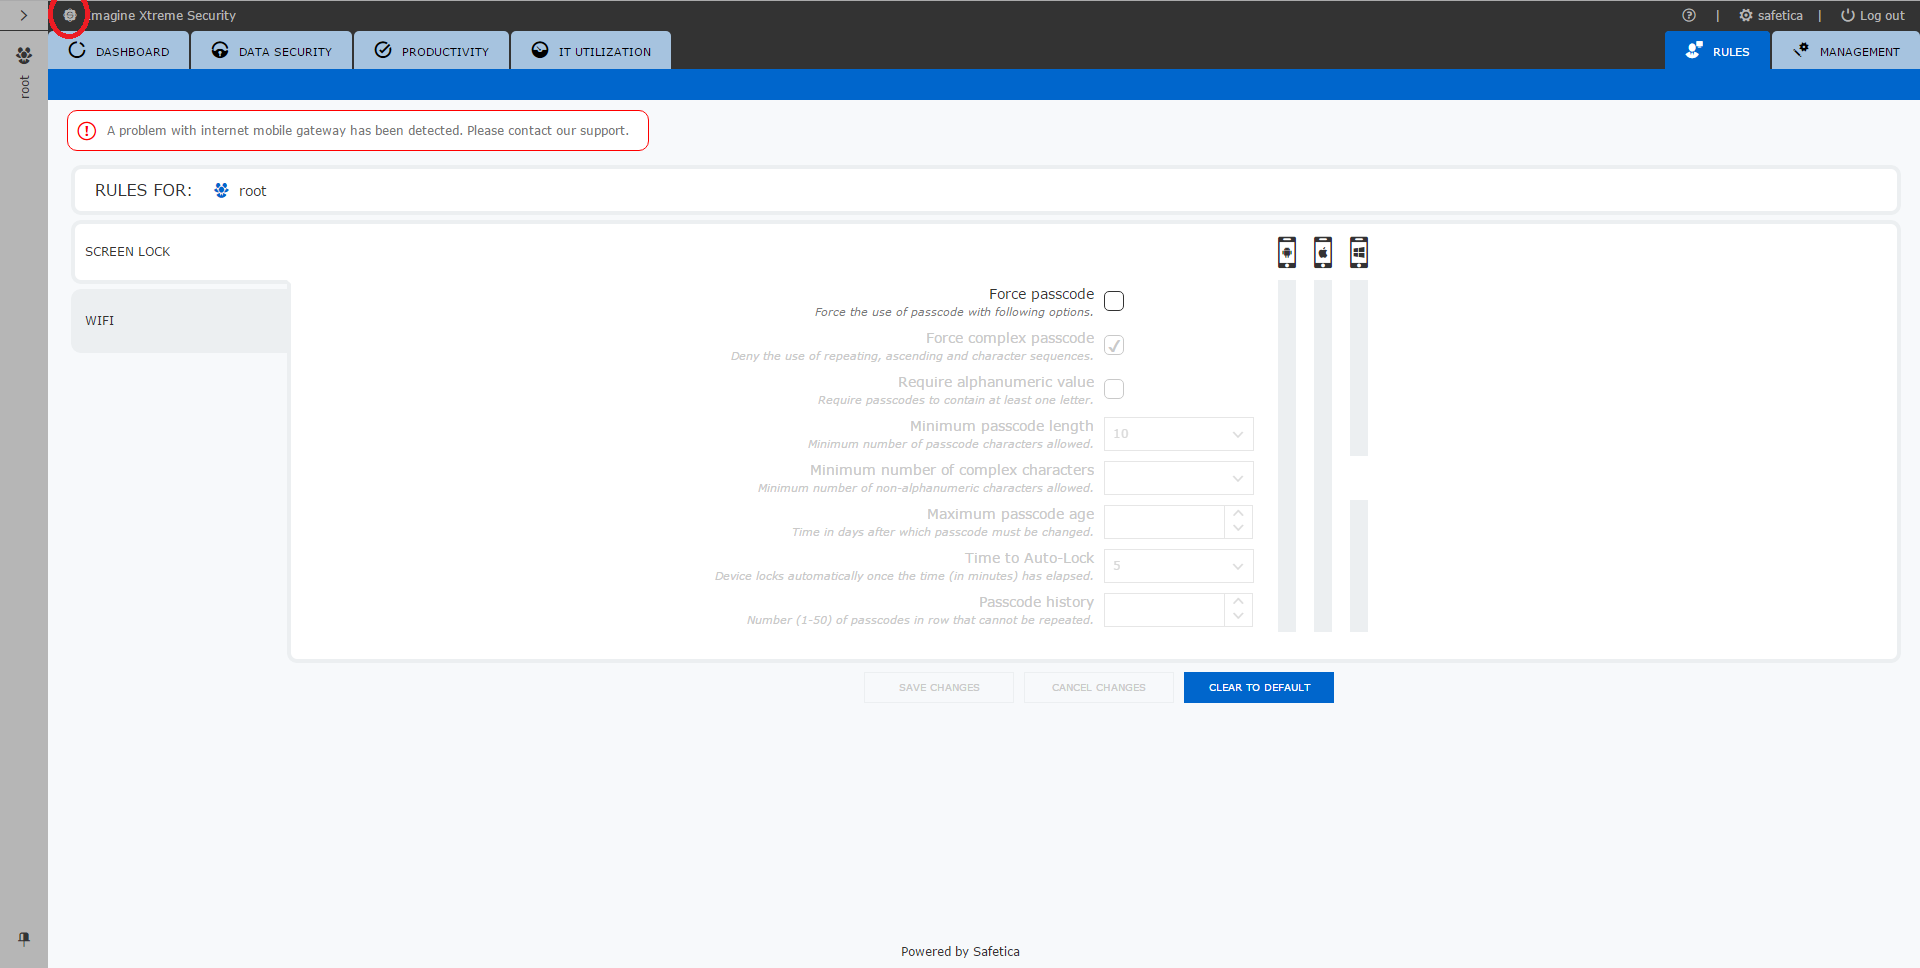 Imagine Xtreme Security
? | safetica | Log out
DASHBOARD DATA SECURITY PRODUCTIVITY IT UTILIZATION RULES MANAGEMENT
root
A problem with internet mobile gateway has been detected. Please contact our support.
RULES FOR: root
SCREEN LOCK
WIFI
Force passcode
Force the use of passcode with following options.
Force complex passcode
Deny the use of repeating, ascending and character sequences.
Require alphanumeric value
Require passcodes to contain at least one letter.
Minimum passcode length
Minimum number of passcode characters allowed.
10
Minimum number of complex characters
Minimum number of non-alphanumeric characters allowed.
Maximum passcode age
Time in days after which passcode must be changed.
Time to Auto-Lock
Device locks automatically once the time (in minutes) has elapsed.
5
Passcode history
Number (1-50) of passcodes in row that cannot be repeated.
SAVE CHANGES CANCEL CHANGES CLEAR TO DEFAULT
Powered by Safetica